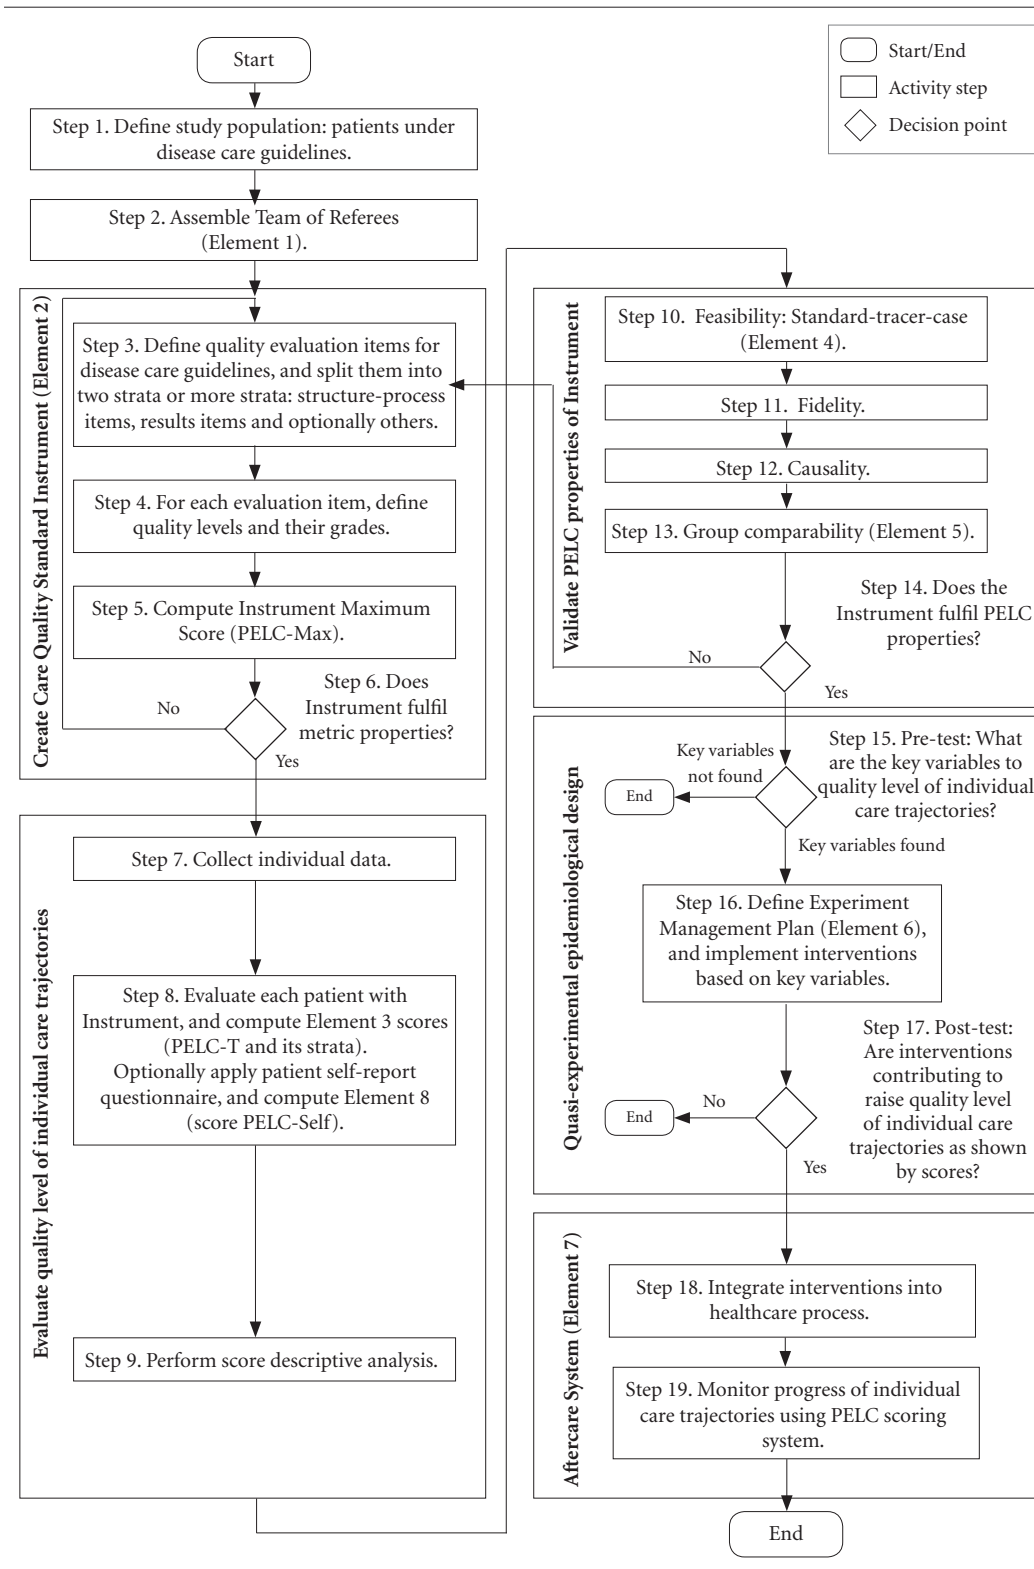 Start
Step 1. Define study population: patients under
disease care guidelines.
Step 2. Assemble Team of Referees
(Element 1).
Create Care Quality Standard Instrument (Element 2)
Step 3. Define quality evaluation items for
disease care guidelines, and split them into
two strata or more strata: structure-process
items, results items and optionally others.
Step 4. For each evaluation item, define
quality levels and their grades.
Step 5. Compute Instrument Maximum
Score (PELC-Max).
Step 6. Does
Instrument fulfil
metric properties?
No
Yes
Evaluate quality level of individual care trajectories
Step 7. Collect individual data.
Step 8. Evaluate each patient with
Instrument, and compute Element 3 scores
(PELC-T and its strata).
Optionally apply patient self-report
questionnaire, and compute Element 8
(score PELC-Self).
Step 9. Perform score descriptive analysis.
Start/End
Activity step
Decision point
Validate PELC properties of Instrument
Step 10. Feasibility: Standard-tracer-case
(Element 4).
Step 11. Fidelity.
Step 12. Causality.
Step 13. Group comparability (Element 5).
Step 14. Does the
Instrument fulfil PELC
properties?
No
Yes
Quasi-experimental epidemiological design
Step 15. Pre-test: What
are the key variables to
quality level of individual
care trajectories?
Key variables
not found
End
Key variables found
Step 16. Define Experiment
Management Plan (Element 6),
and implement interventions
based on key variables.
Step 17. Post-test:
Are interventions
contributing to
raise quality level
of individual care
trajectories as shown
by scores?
No
End
Yes
Aftercare System (Element 7)
Step 18. Integrate interventions into
healthcare process.
Step 19. Monitor progress of individual
care trajectories using PELC scoring
system.
End